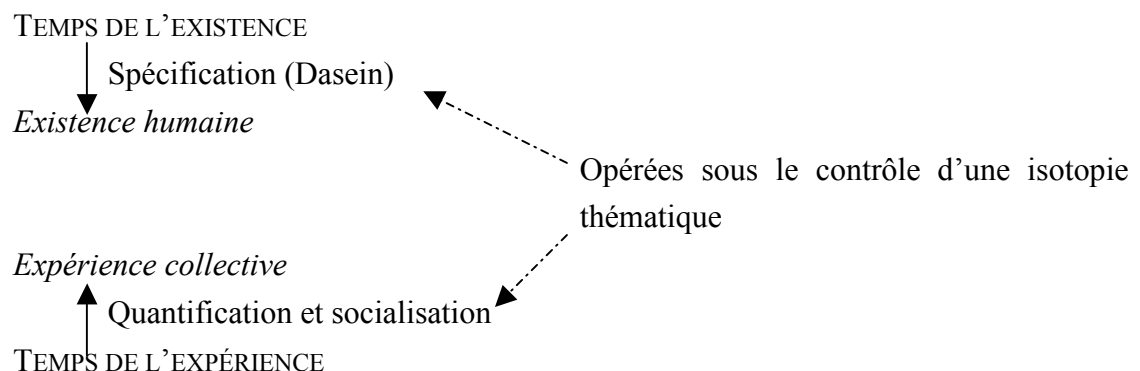 TEMPS DE L’EXISTENCE
Spécification (Dasein)
Existence humaine
Opérées sous le contrôle d’une isotopie
thématique
Expérience collective
Quantification et socialisation
TEMPS DE L’EXPÉRIENCE